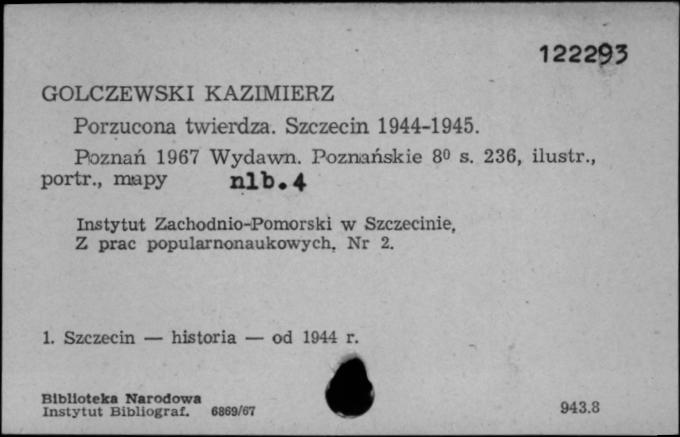 122293
GOLCZEWSKI KAZIMIERZ
Porzucona twierdza. Szczecin 1944-1945.
Poznań 1967 Wydawn. Poznańskie 8⁰ s. 236, ilustr.,
portr., mapy nlb.4
Instytut Zachodnio-Pomorski w Szczecinie,
Z prac popularnonaukowych, Nr 2.
1. Szczecin — historia — od 1944 r.
Biblioteka Narodowa
Instytut Bibliograf. 6869/67 943.8